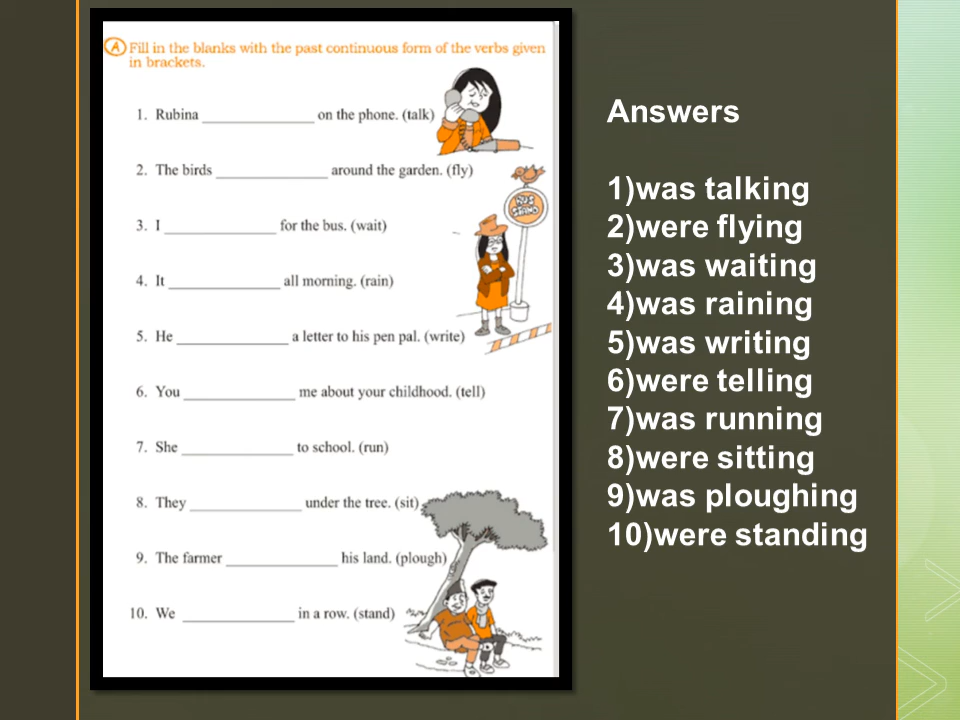 A Fill in the blanks with the past continuous form of the verbs given
in brackets.
1. Rubina ______________ on the phone. (talk)
2. The birds ______________ around the garden. (fly)
BUS
STAND
3. I ______________ for the bus. (wait)
4. It ______________ all morning. (rain)
5. He ______________ a letter to his pen pal. (write)
6. You ______________ me about your childhood. (tell)
7. She ______________ to school. (run)
8. They ______________ under the tree. (sit)
9. The farmer ______________ his land. (plough)
10. We ______________ in a row. (stand)
Answers
1)was talking
2)were flying
3)was waiting
4)was raining
5)was writing
6)were telling
7)was running
8)were sitting
9)was ploughing
10)were standing